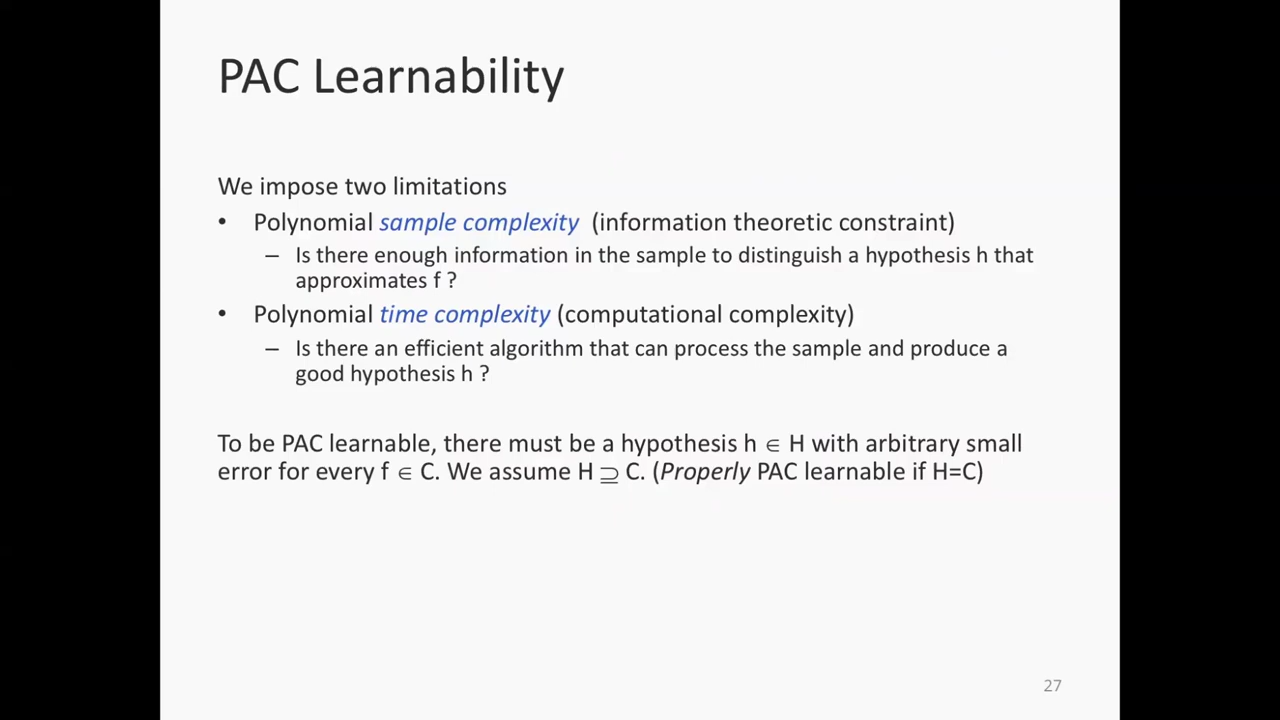 PAC Learnability
We impose two limitations
• Polynomial sample complexity (information theoretic constraint)
– Is there enough information in the sample to distinguish a hypothesis h that
approximates f ?
• Polynomial time complexity (computational complexity)
– Is there an efficient algorithm that can process the sample and produce a
good hypothesis h ?
To be PAC learnable, there must be a hypothesis h ∈ H with arbitrary small
error for every f ∈ C. We assume H ⊇ C. (Properly PAC learnable if H=C)
27